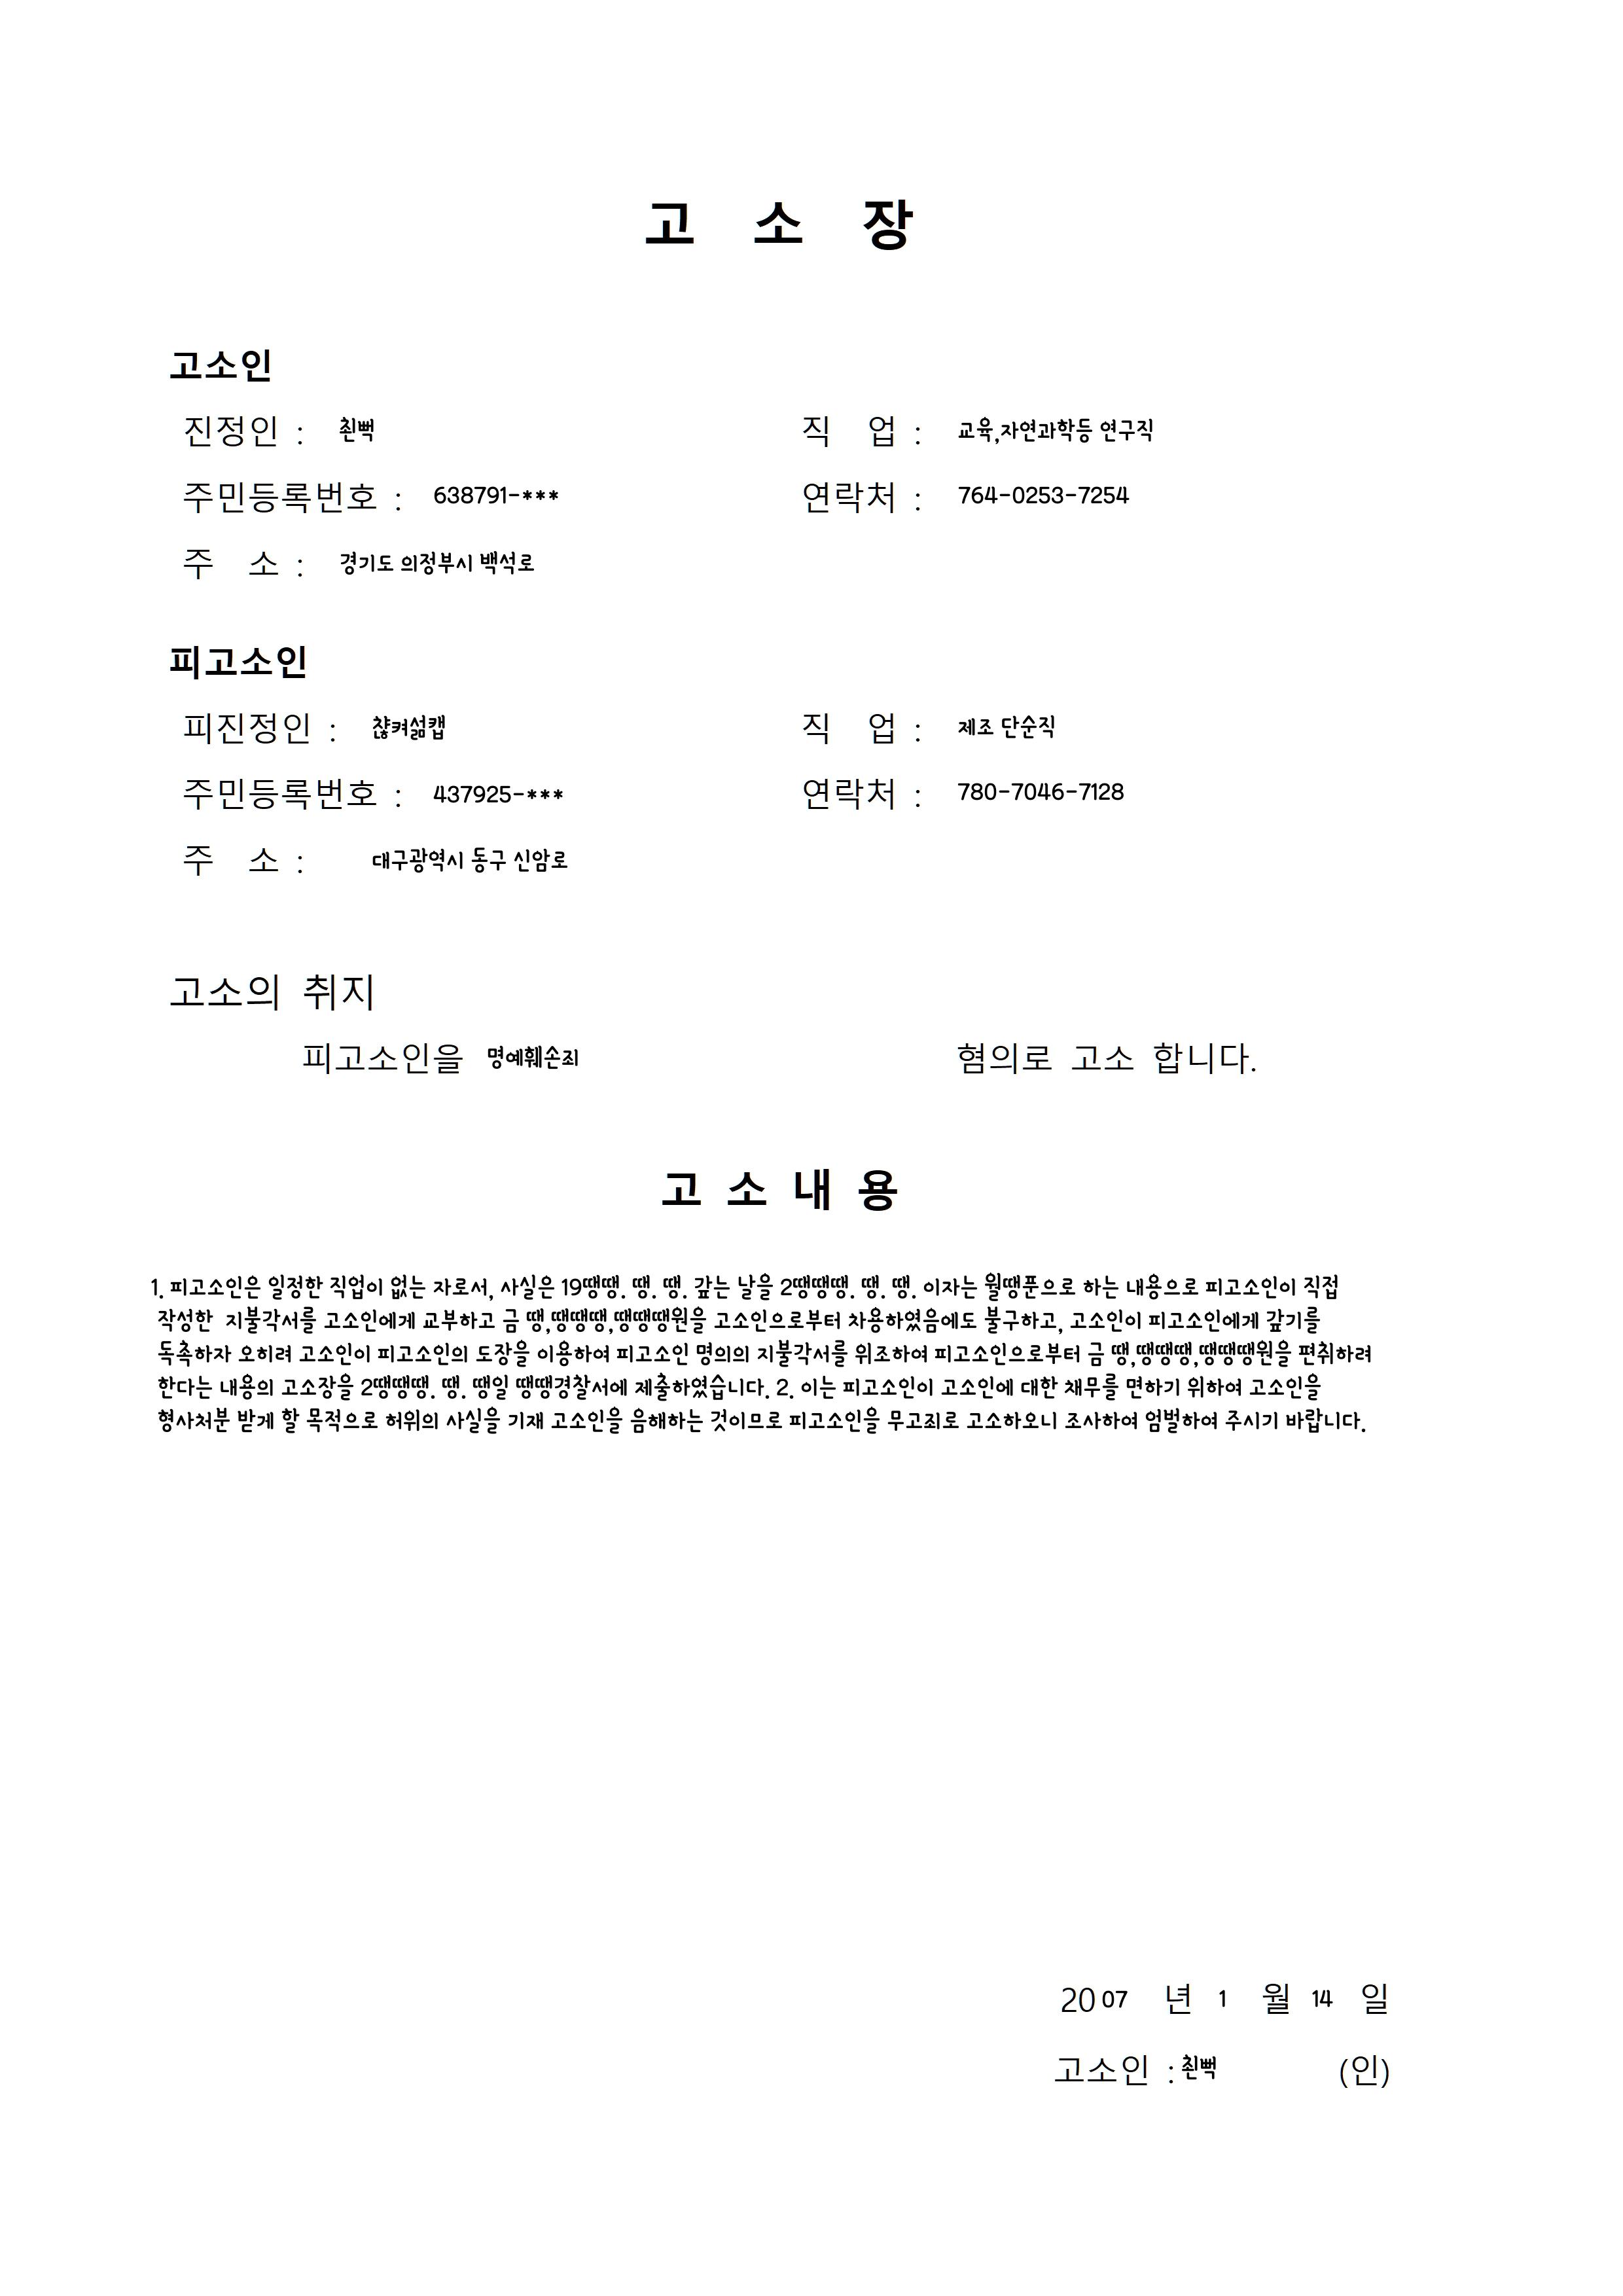 고 소 장
고소인
진정인 : 쵠뻑 직 업 : 교육,자연과학등 연구직
주민등록번호 : 638791-*** 연락처 : 764-0253-7254
주 소 : 경기도 의정부시 백석로
피고소인
피진정인 : 챦켜섦캡 직 업 : 제조 단순직
주민등록번호 : 437925-*** 연락처 : 780-7046-7128
주 소 : 대구광역시 동구 신암로
고소의 취지
피고소인을 명예훼손죄 혐의로 고소 합니다.
고 소 내 용
1. 피고소인은 일정한 직업이 없는 자로서, 사실은 19땡땡. 땡. 땡. 갚는 날을 2땡땡땡. 땡. 땡. 이자는 월땡푼으로 하는 내용으로 피고소인이 직접
작성한 지불각서를 고소인에게 교부하고 금 땡,땡땡땡,땡땡땡원을 고소인으로부터 차용하였음에도 불구하고, 고소인이 피고소인에게 갚기를
독촉하자 오히려 고소인이 피고소인의 도장을 이용하여 피고소인 명의의 지불각서를 위조하여 피고소인으로부터 금 땡,땡땡땡,땡땡땡원을 편취하려
한다는 내용의 고소장을 2땡땡땡. 땡. 땡일 땡땡경찰서에 제출하였습니다. 2. 이는 피고소인이 고소인에 대한 채무를 면하기 위하여 고소인을
형사처분 받게 할 목적으로 허위의 사실을 기재 고소인을 음해하는 것이므로 피고소인을 무고죄로 고소하오니 조사하여 엄벌하여 주시기 바랍니다.
2007 년 1 월 14 일
고소인 : 쵠뻑 (인)